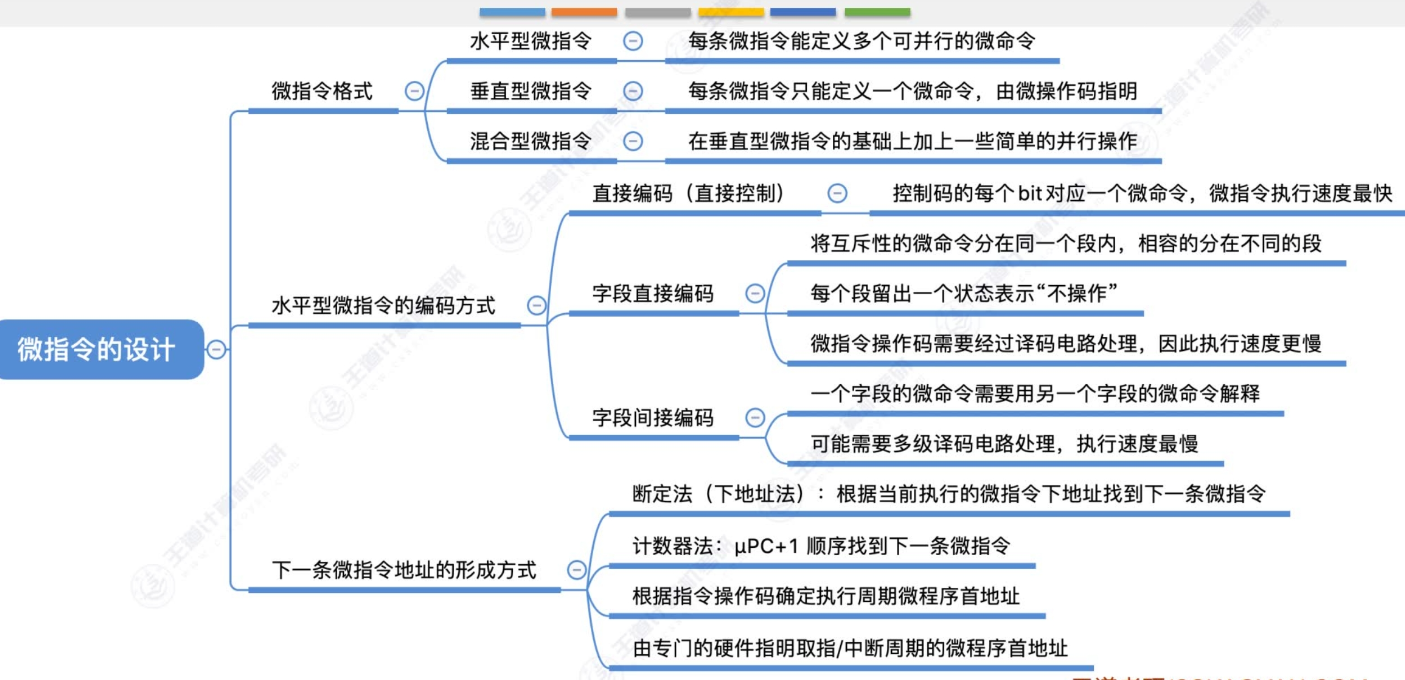 水平型微指令
每条微指令能定义多个可并行的微命令
微指令格式
垂直型微指令
每条微指令只能定义一个微命令，由微操作码指明
混合型微指令
在垂直型微指令的基础上加上一些简单的并行操作
直接编码（直接控制）
控制码的每个bit对应一个微命令，微指令执行速度最快
将互斥性的微命令分在同一个段内，相容的分在不同的段
水平型微指令的编码方式
字段直接编码
每个段留出一个状态表示“不操作”
微指令操作码需要经过译码电路处理，因此执行速度更慢
微指令的设计
一个字段的微命令需要用另一个字段的微命令解释
字段间接编码
可能需要多级译码电路处理，执行速度最慢
断定法（下地址法）：根据当前执行的微指令下地址找到下一条微指令
计数器法：μPC+1 顺序找到下一条微指令
下一条微指令地址的形成方式
根据指令操作码确定执行周期微程序首地址
由专门的硬件指明取指/中断周期的微程序首地址
王道计算机考研